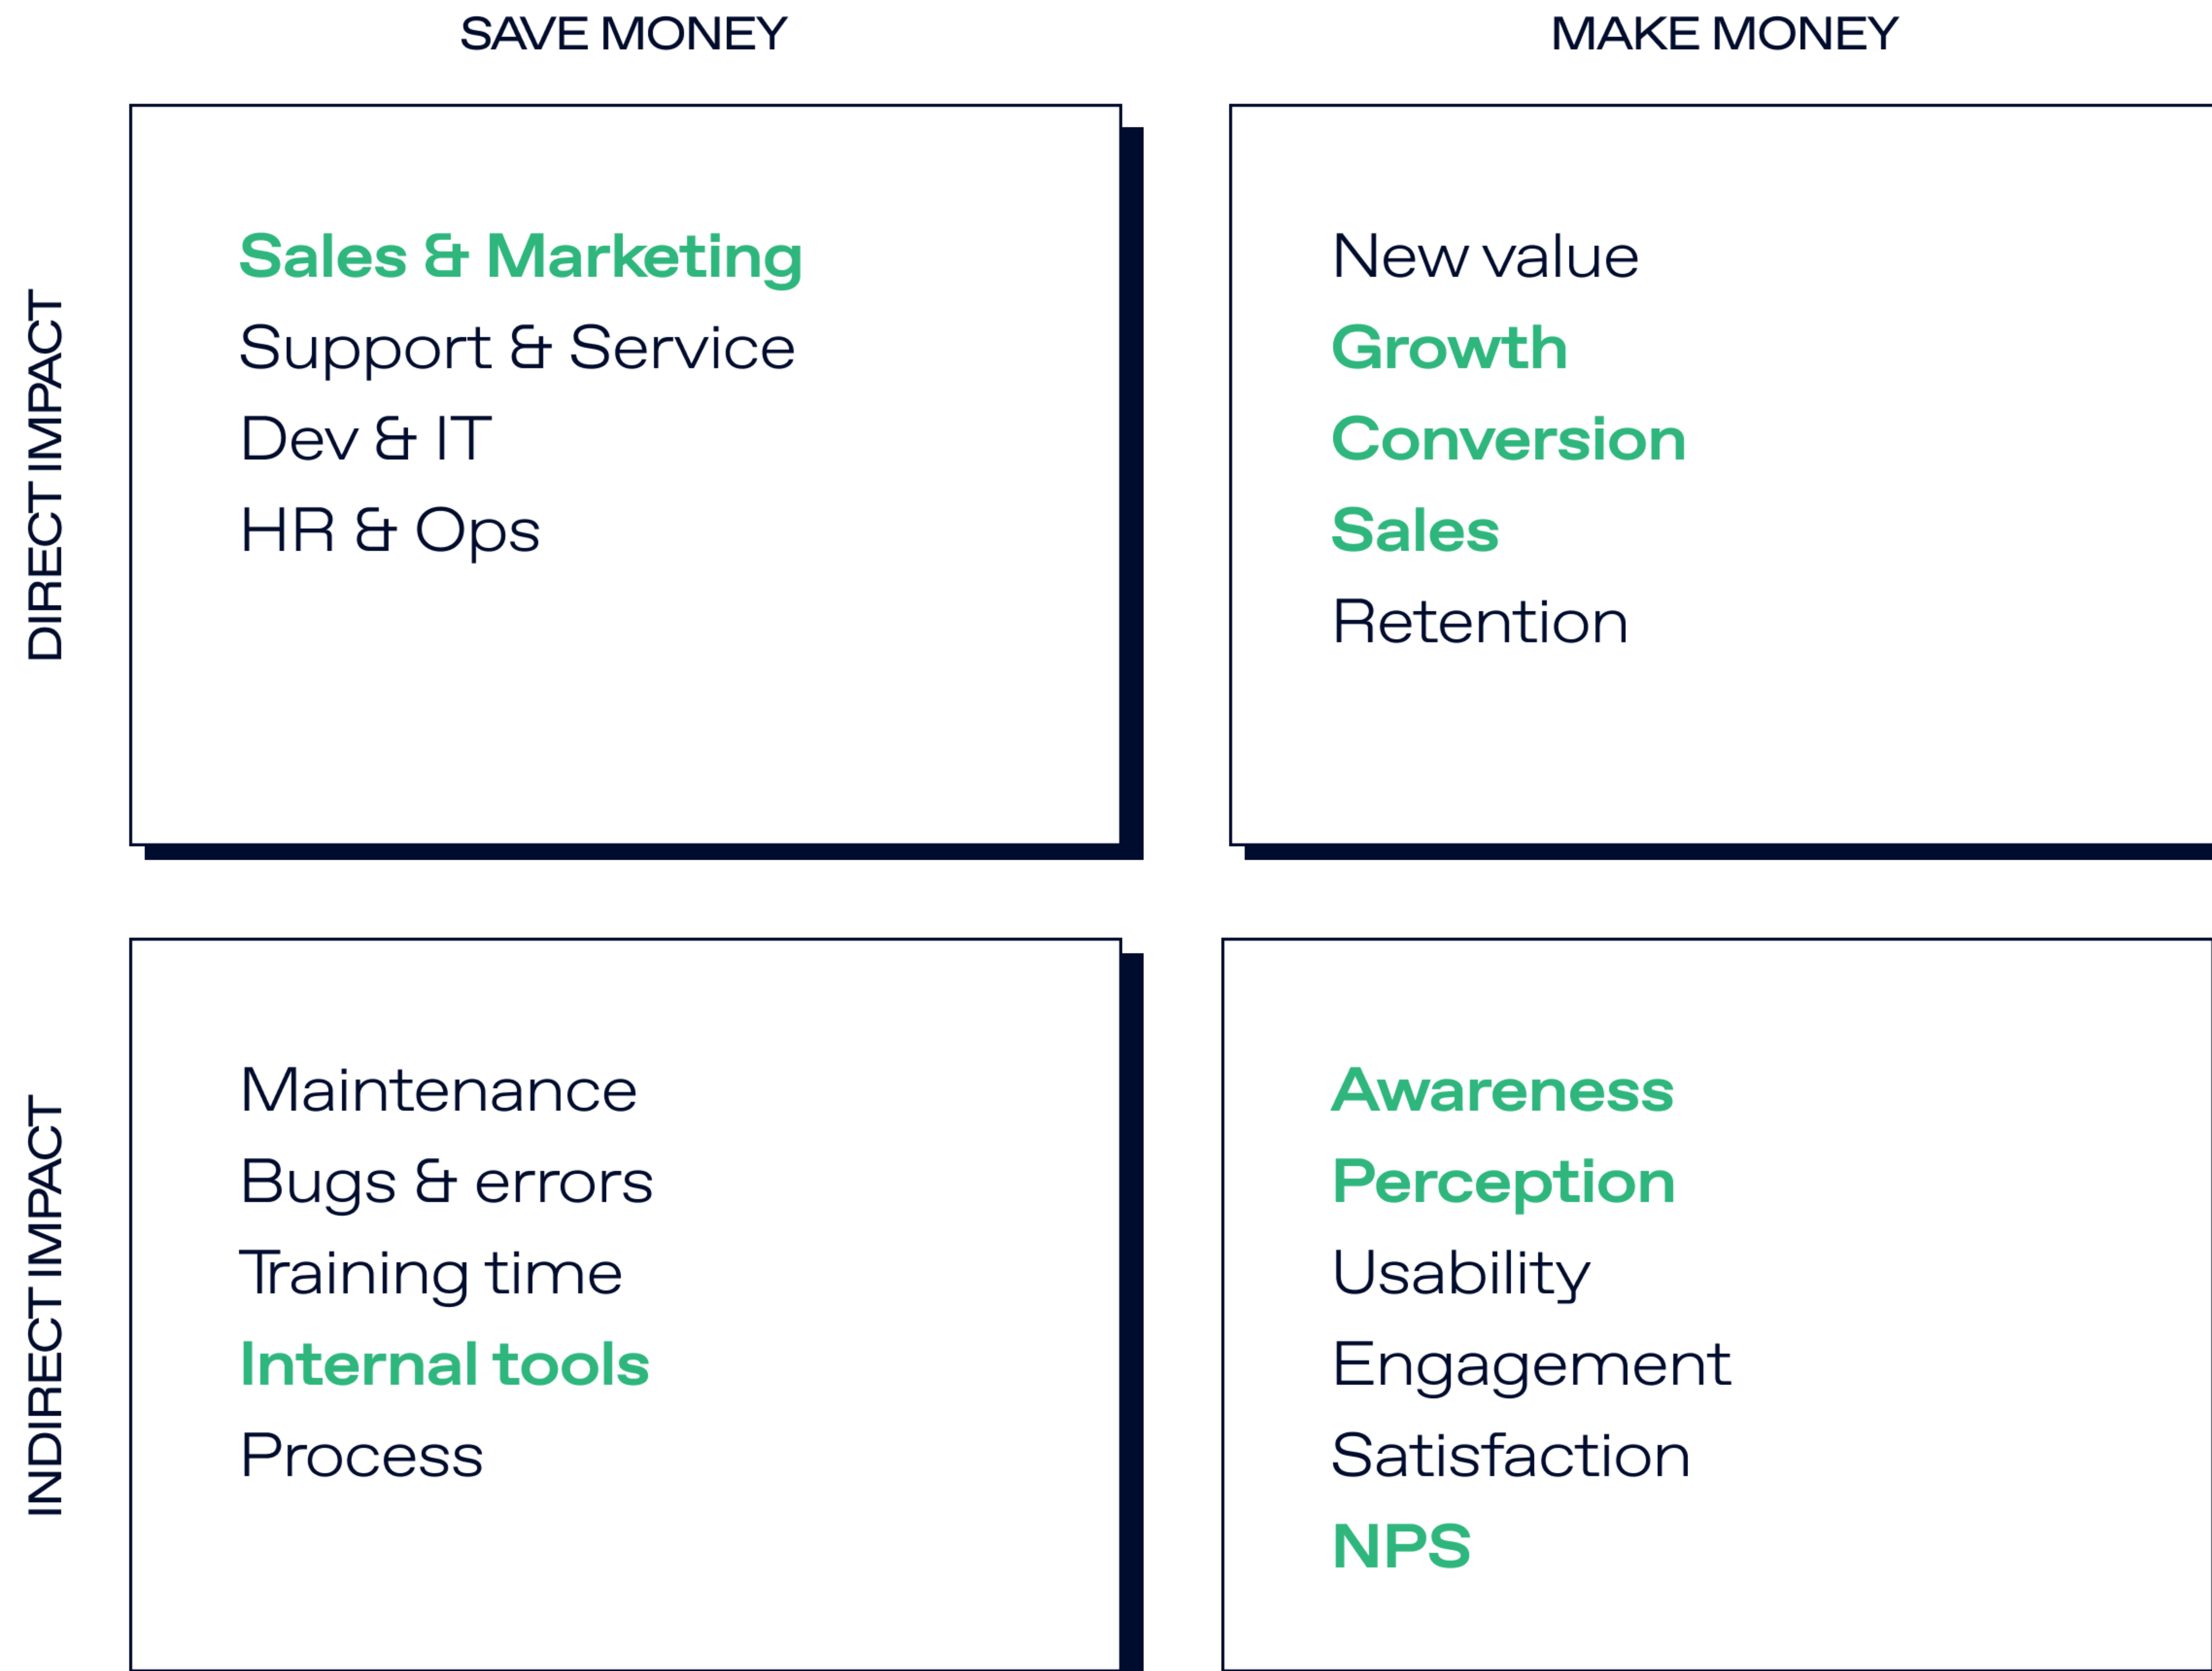 SAVE MONEY
MAKE MONEY
DIRECT IMPACT
Sales & Marketing
Support & Service
Dev & IT
HR & Ops
New value
Growth
Conversion
Sales
Retention
INDIRECT IMPACT
Maintenance
Bugs & errors
Training time
Internal tools
Process
Awareness
Perception
Usability
Engagement
Satisfaction
NPS